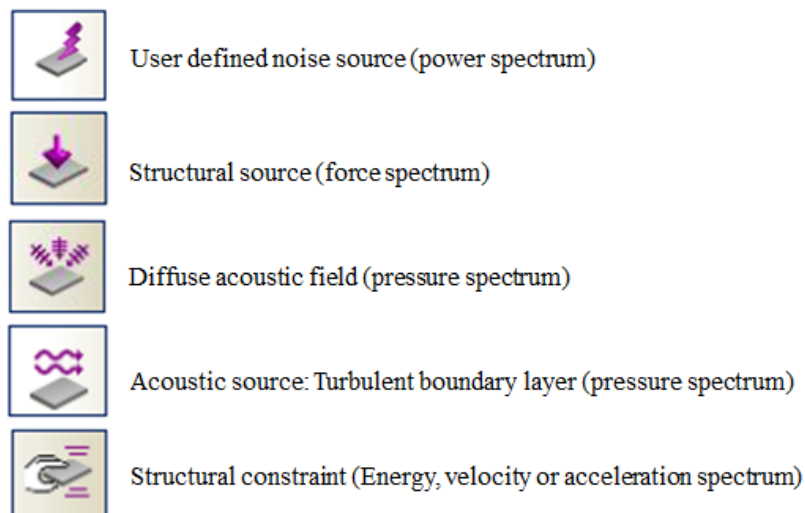 User defined noise source (power spectrum)
Structural source (force spectrum)
Diffuse acoustic field (pressure spectrum)
Acoustic source: Turbulent boundary layer (pressure spectrum)
Structural constraint (Energy, velocity or acceleration spectrum)